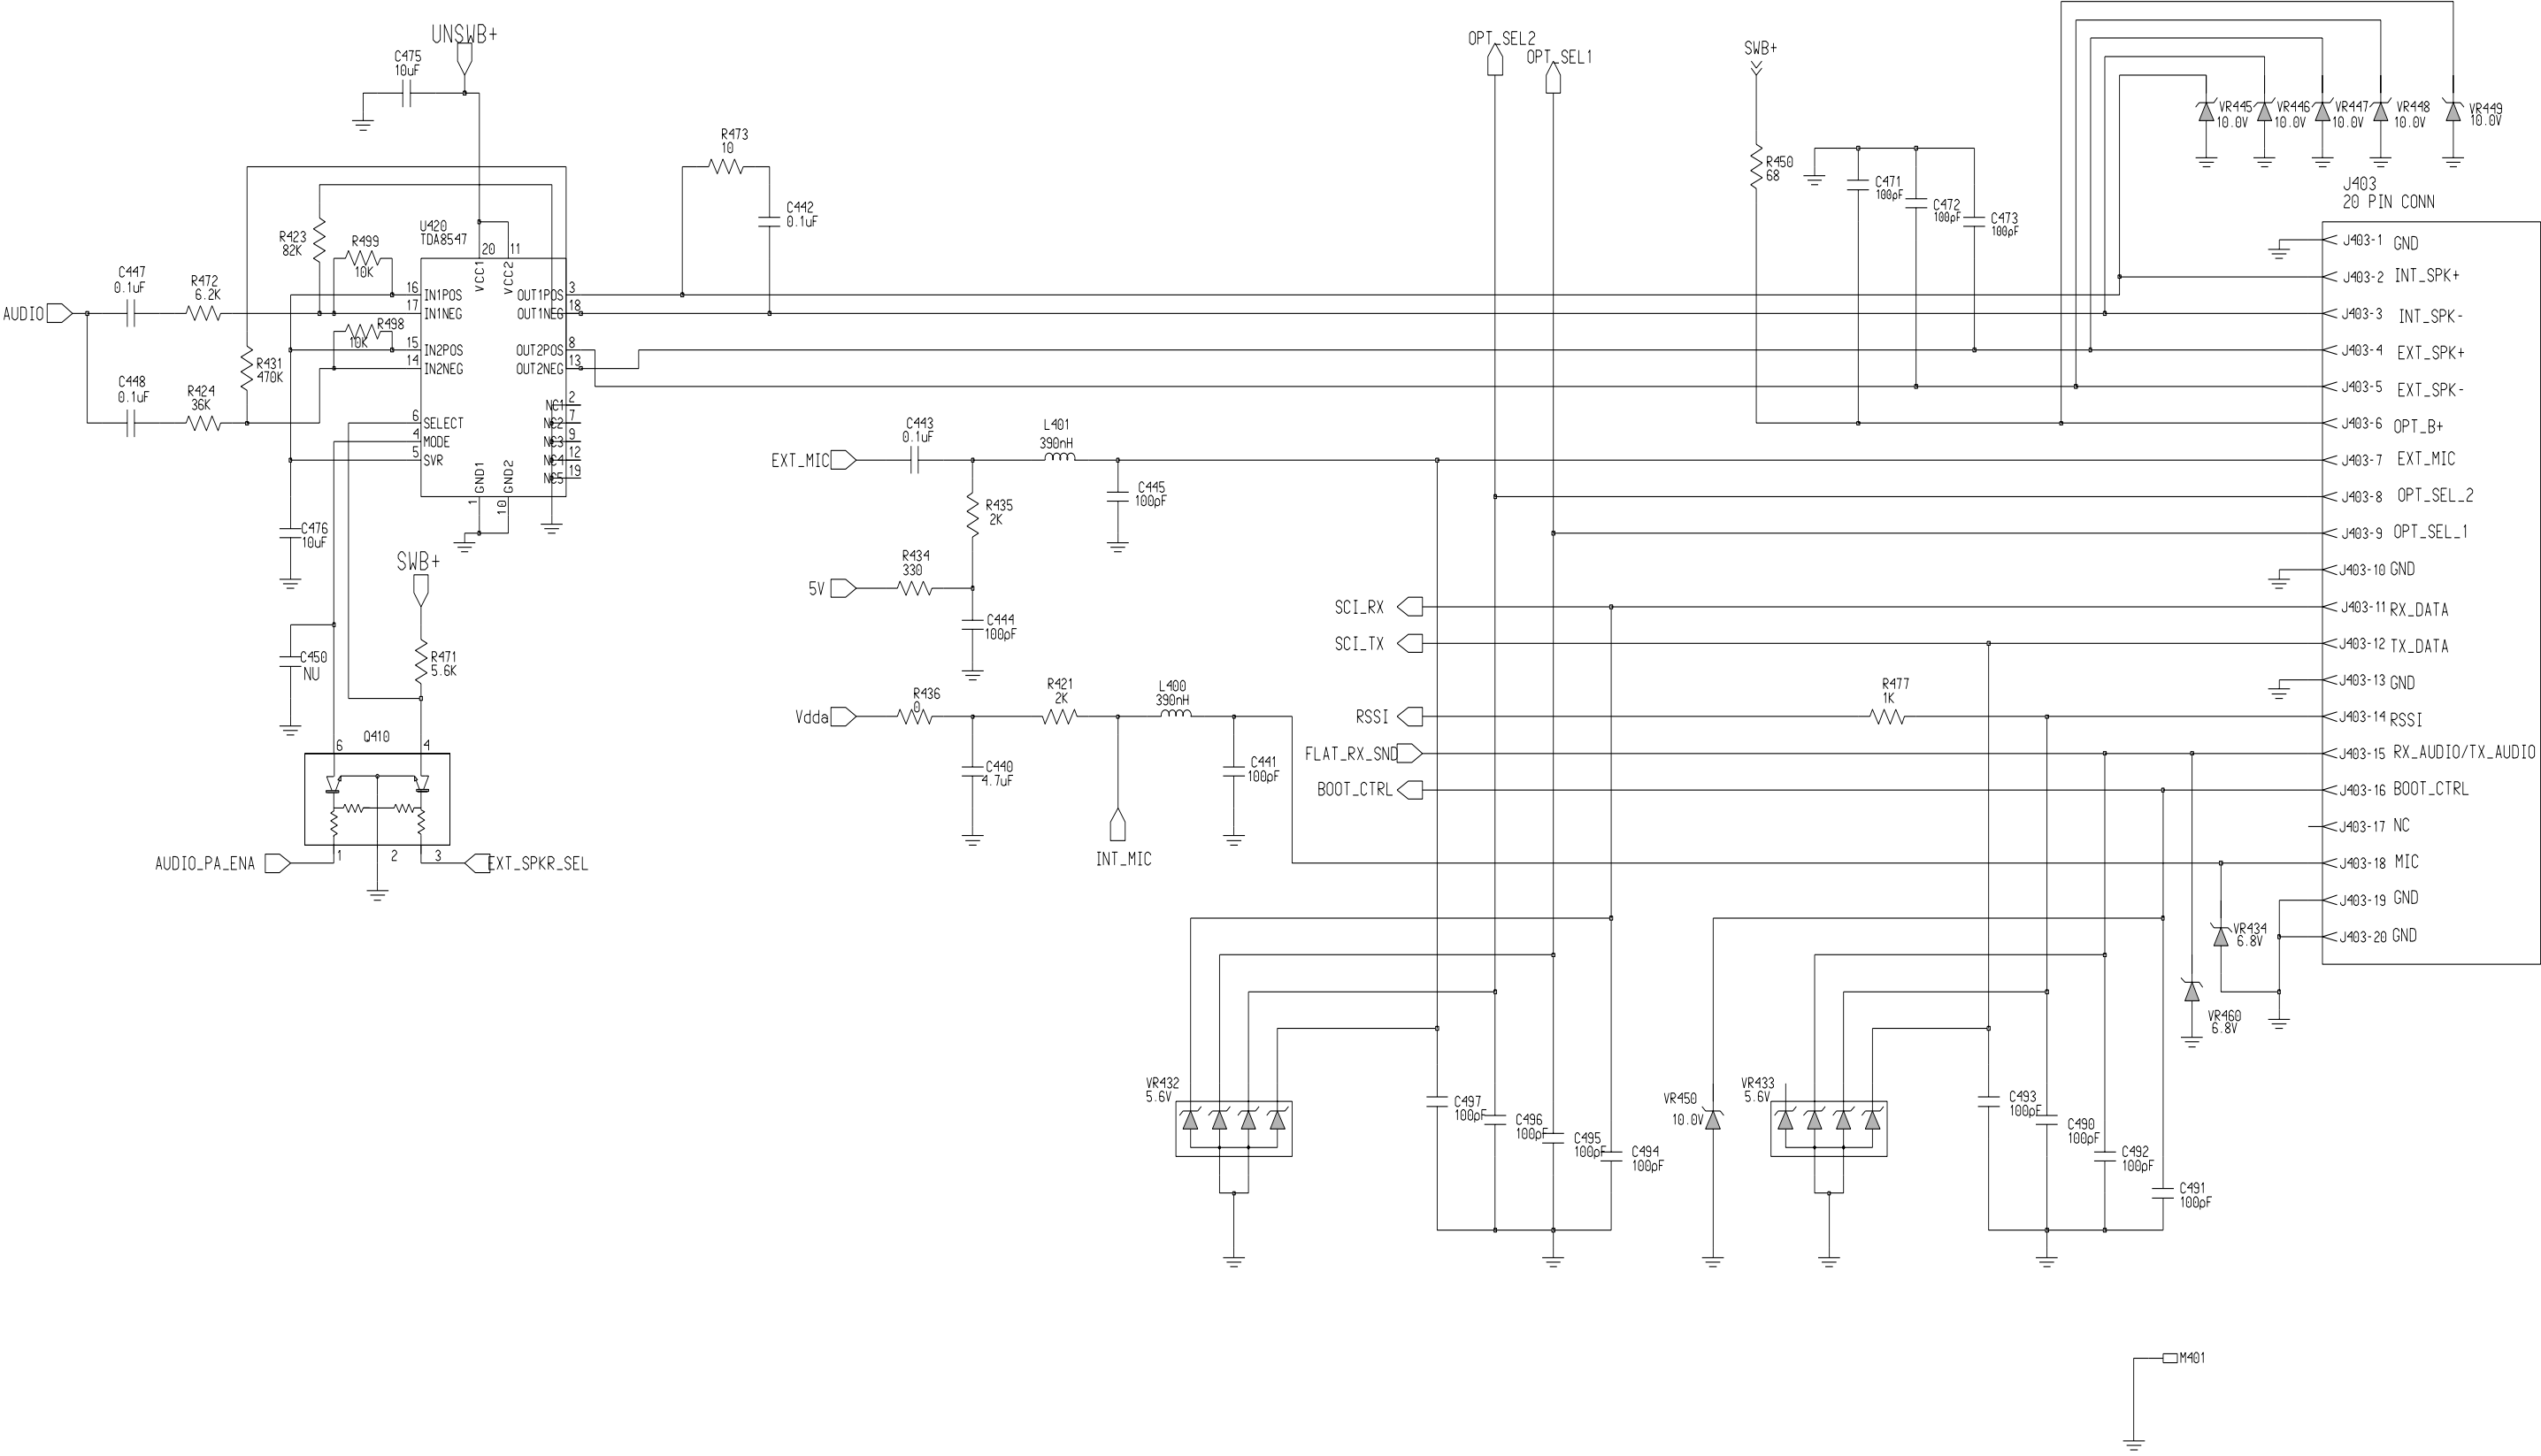 UNSWB+
C475
10uF
OPT_SEL2
OPT_SEL1
SWB+
VR445
10.0V
VR446
10.0V
VR447
10.0V
VR448
10.0V
VR449
10.0V
R473
10
C442
0.1uF
R450
68
C471
100pF
C472
100pF
C473
100pF
J403
20 PIN CONN
U420
TDA8547
20
11
VCC1
VCC2
R423
82K
R499
10K
C447
0.1uF
R472
6.2K
AUDIO
R498
10K
R431
470K
C448
0.1uF
R424
36K
16
IN1POS
17
IN1NEG
15
IN2POS
14
IN2NEG
6
SELECT
4
MODE
5
SVR
OUT1POS
3
OUT1NEG
18
OUT2POS
8
OUT2NEG
13
NC1
2
NC2
7
NC3
9
NC4
12
NC5
19
GND1
GND2
1
10
C476
10uF
SWB+
R471
5.6K
C450
NU
Q410
6
4
1
2
3
AUDIO_PA_ENA
EXT_SPKR_SEL
EXT_MIC
C443
0.1uF
L401
390nH
C445
100pF
R435
2K
R434
330
5V
C444
100pF
Vdda
R436
0
R421
2K
L400
390nH
C440
4.7uF
C441
100pF
INT_MIC
SCI_RX
SCI_TX
RSSI
R477
1K
FLAT_RX_SND
BOOT_CTRL
J403-1 GND
J403-2 INT_SPK+
J403-3 INT_SPK-
J403-4 EXT_SPK+
J403-5 EXT_SPK-
J403-6 OPT_B+
J403-7 EXT_MIC
J403-8 OPT_SEL_2
J403-9 OPT_SEL_1
J403-10 GND
J403-11 RX_DATA
J403-12 TX_DATA
J403-13 GND
J403-14 RSSI
J403-15 RX_AUDIO/TX_AUDIO
J403-16 BOOT_CTRL
J403-17 NC
J403-18 MIC
J403-19 GND
J403-20 GND
VR434
6.8V
VR460
6.8V
VR432
5.6V
C497
100pF
C496
100pF
C495
100pF
C494
100pF
VR450
10.0V
VR433
5.6V
C493
100pF
C490
100pF
C492
100pF
C491
100pF
M401